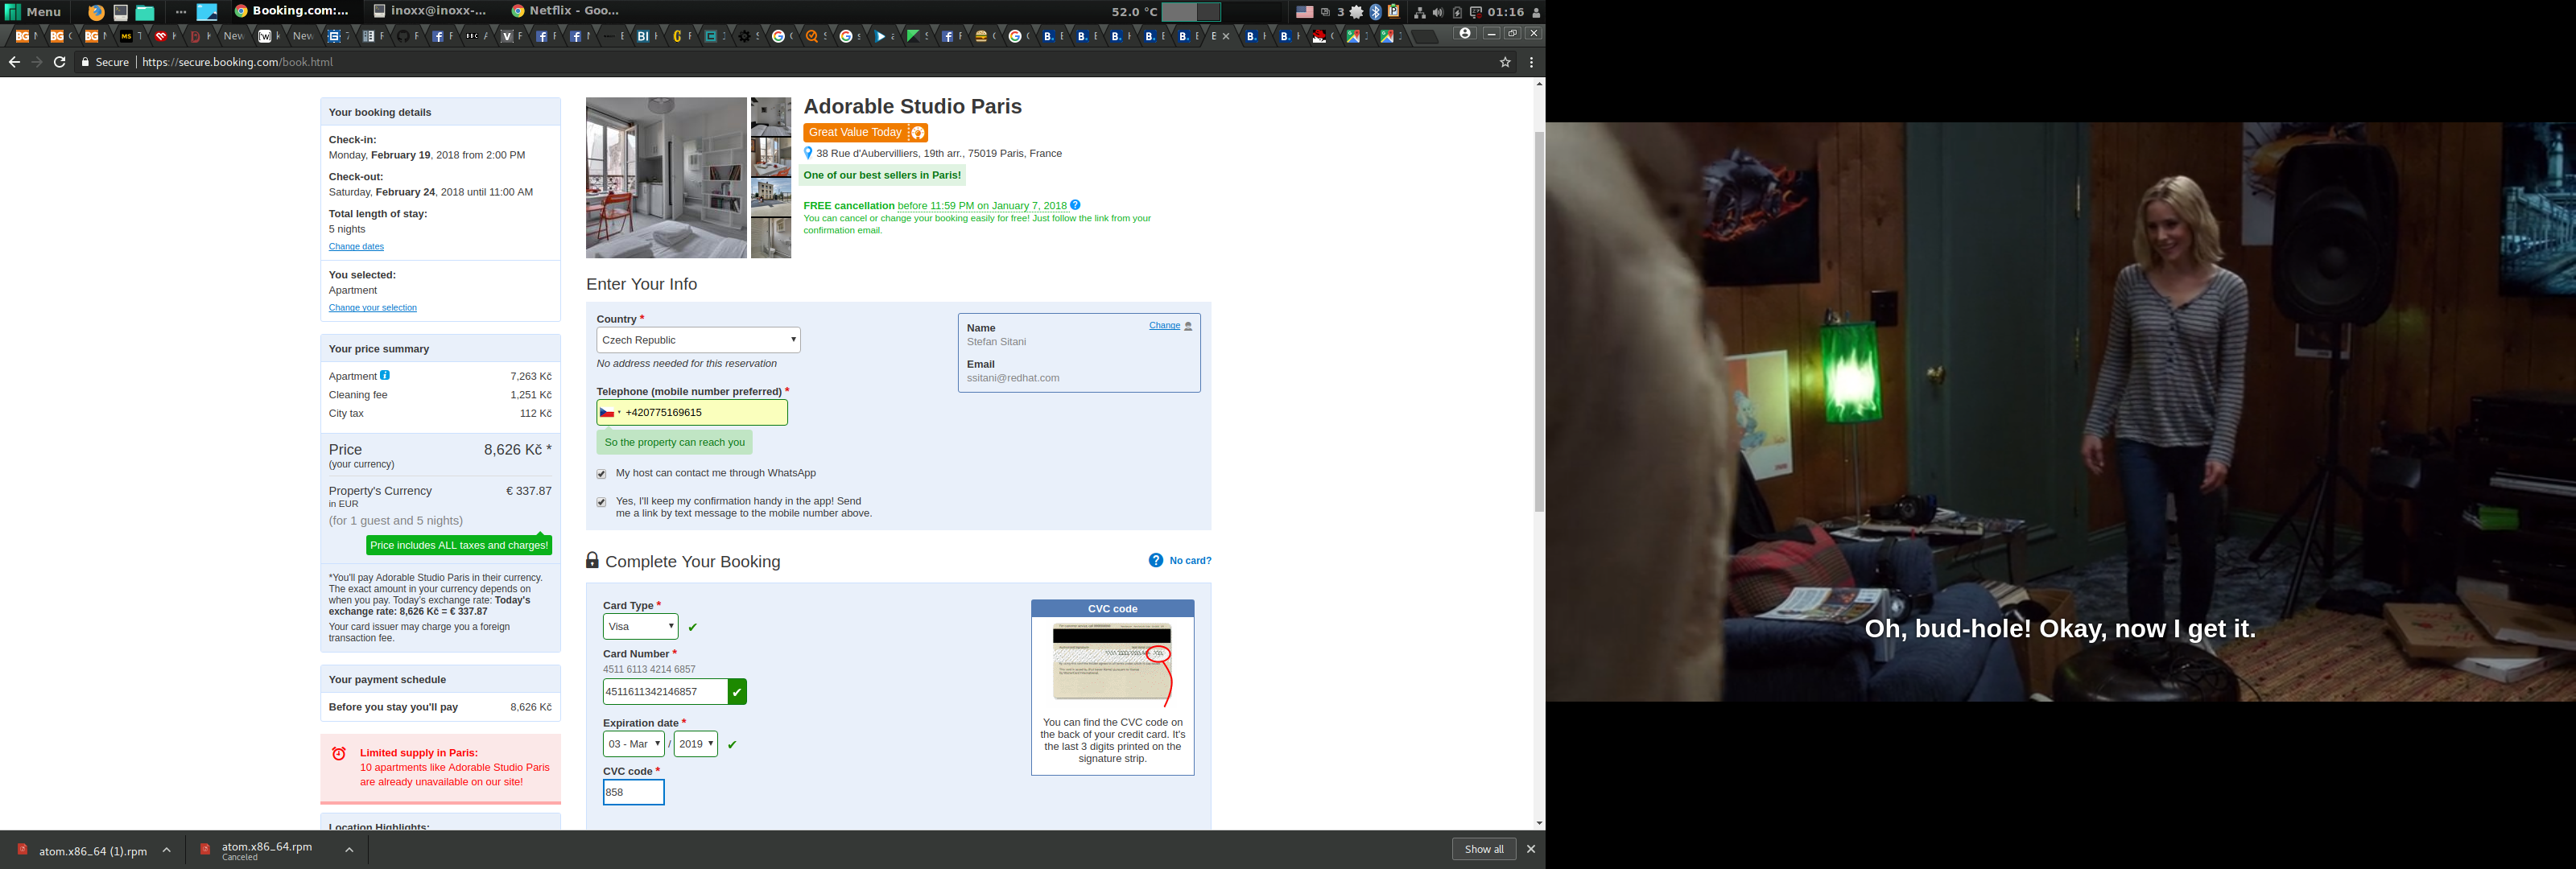 Menu
Booking.com:...
inoxx@inoxx-...
Netflix - Goo...
52.0 °C
3
01:16
Secure
https://secure.booking.com/book.html
Your booking details
Check-in:
Monday, February 19, 2018 from 2:00 PM
Check-out:
Saturday, February 24, 2018 until 11:00 AM
Total length of stay:
5 nights
Change dates
You selected:
Apartment
Change your selection
Your price summary
Apartment 7,263 Kč
Cleaning fee 1,251 Kč
City tax 112 Kč
Price 8,626 Kč *
(your currency)
Property's Currency € 337.87
in EUR
(for 1 guest and 5 nights)
Price includes ALL taxes and charges!
*You'll pay Adorable Studio Paris in their currency.
The exact amount in your currency depends on
when you pay. Today's exchange rate: Today's
exchange rate: 8,626 Kč = € 337.87
Your card issuer may charge you a foreign
transaction fee.
Your payment schedule
Before you stay you'll pay 8,626 Kč
Limited supply in Paris:
10 apartments like Adorable Studio Paris
are already unavailable on our site!
Location Highlights:
Adorable Studio Paris
Great Value Today
38 Rue d'Aubervilliers, 19th arr., 75019 Paris, France
One of our best sellers in Paris!
FREE cancellation before 11:59 PM on January 7, 2018
You can cancel or change your booking easily for free! Just follow the link from your
confirmation email.
Enter Your Info
Country *
Czech Republic
No address needed for this reservation
Telephone (mobile number preferred) *
+420775169615
So the property can reach you
My host can contact me through WhatsApp
Yes, I'll keep my confirmation handy in the app! Send
me a link by text message to the mobile number above.
Name
Change
Stefan Sitani
Email
ssitani@redhat.com
Complete Your Booking
No card?
Card Type *
Visa
Card Number *
[card number redacted]
[card number redacted]
Expiration date *
[expiration date redacted]
CVC code *
[CVC redacted]
CVC code
You can find the CVC code on
the back of your credit card. It's
the last 3 digits printed on the
signature strip.
atom.x86_64 (1).rpm
atom.x86_64.rpm
Canceled
Show all
Oh, bud-hole! Okay, now I get it.